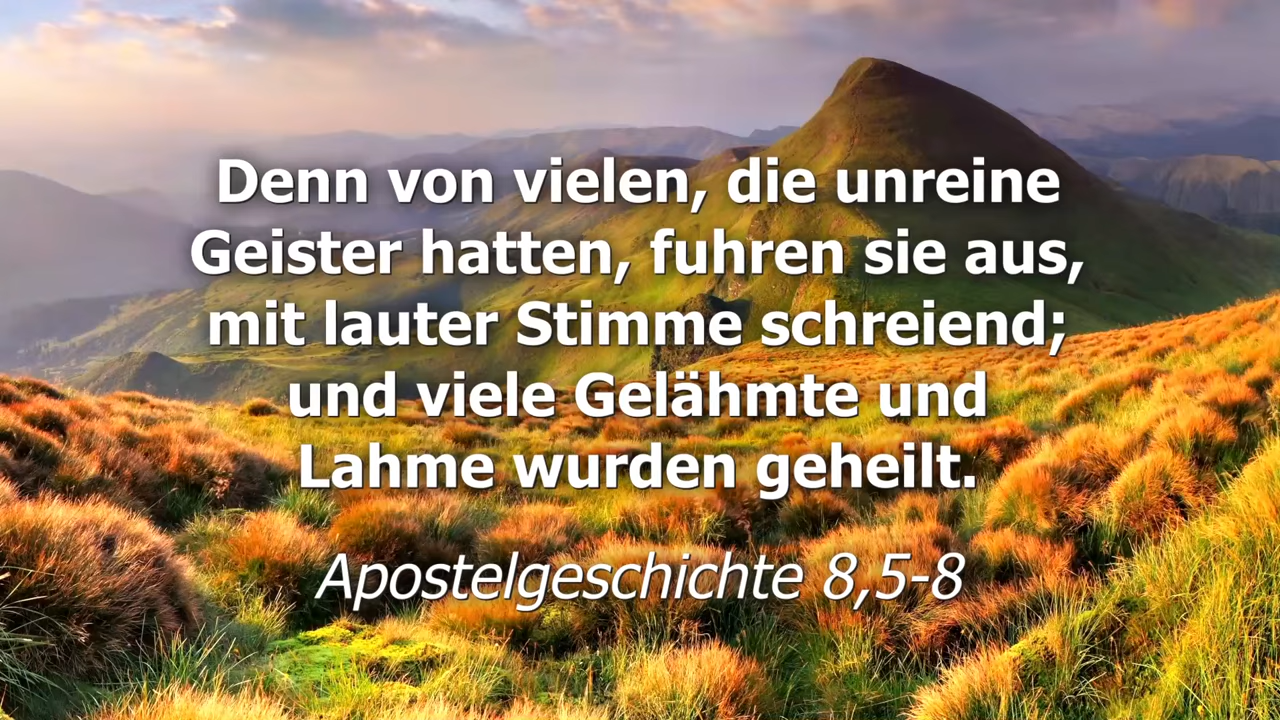 Denn von vielen, die unreine
Geister hatten, fuhren sie aus,
mit lauter Stimme schreiend;
und viele Gelähmte und
Lahme wurden geheilt.
Apostelgeschichte 8,5-8